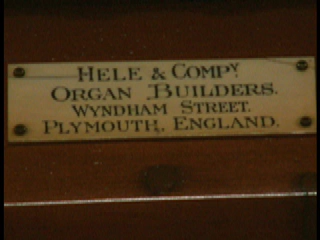 HELE & COMPY.
ORGAN BUILDERS.
WYNDHAM STREET.
PLYMOUTH, ENGLAND.